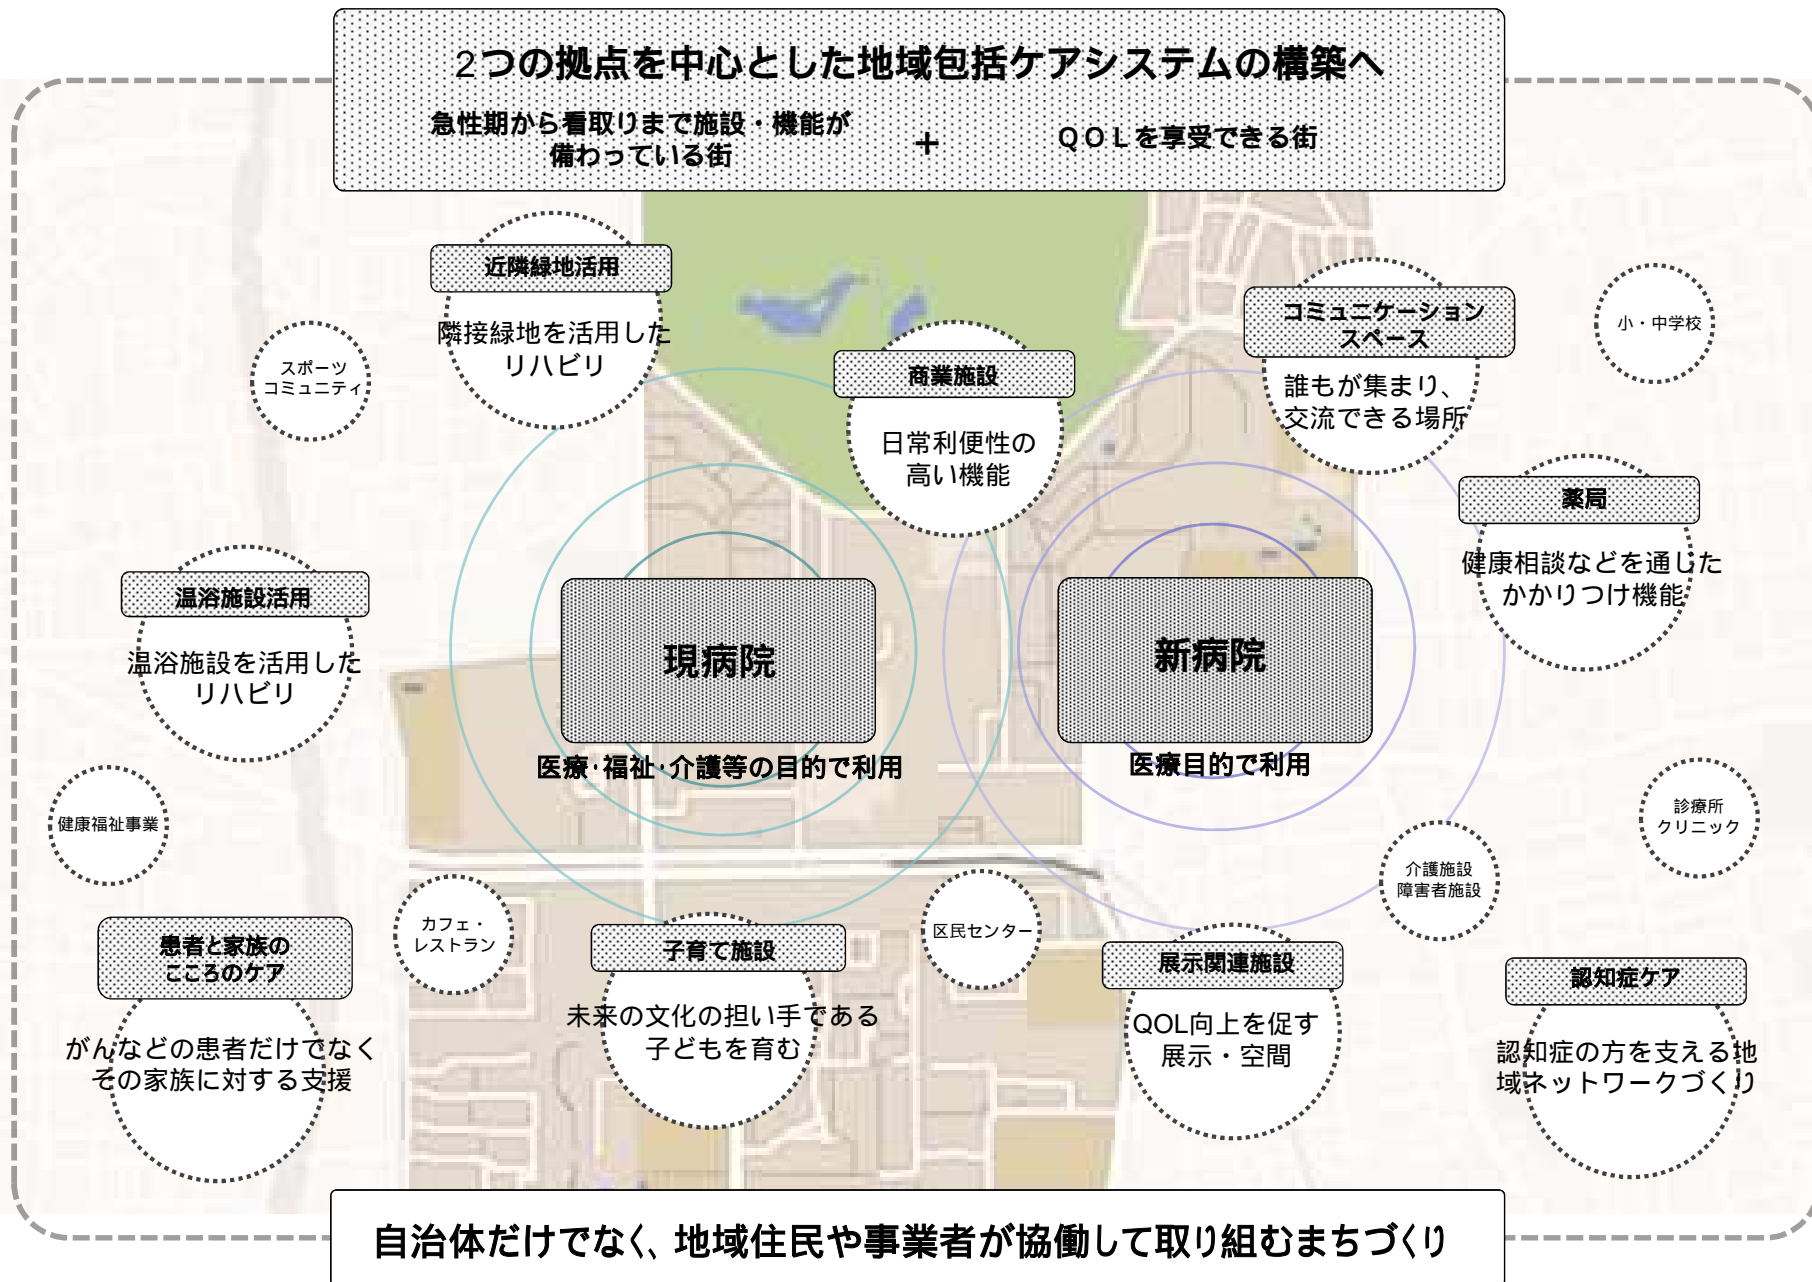 2つの拠点を中心とした地域包括ケアシステムの構築へ
急性期から看取りまで施設・機能が
備わっている街
＋
ＱＯＬを享受できる街
近隣緑地活用
隣接緑地を活用した
リハビリ
スポーツ
コミュニティ
商業施設
日常利便性の
高い機能
コミュニケーション
スペース
誰もが集まり、
交流できる場所
小・中学校
薬局
健康相談などを通じた
かかりつけ機能
温浴施設活用
温浴施設を活用した
リハビリ
現病院
医療・福祉・介護等の目的で利用
新病院
医療目的で利用
健康福祉事業
診療所
クリニック
介護施設
障害者施設
カフェ・
レストラン
区民センター
患者と家族の
こころのケア
がんなどの患者だけでなく
その家族に対する支援
子育て施設
未来の文化の担い手である
子どもを育む
展示関連施設
QOL向上を促す
展示・空間
認知症ケア
認知症の方を支える地
域ネットワークづくり
自治体だけでなく、地域住民や事業者が協働して取り組むまちづくり